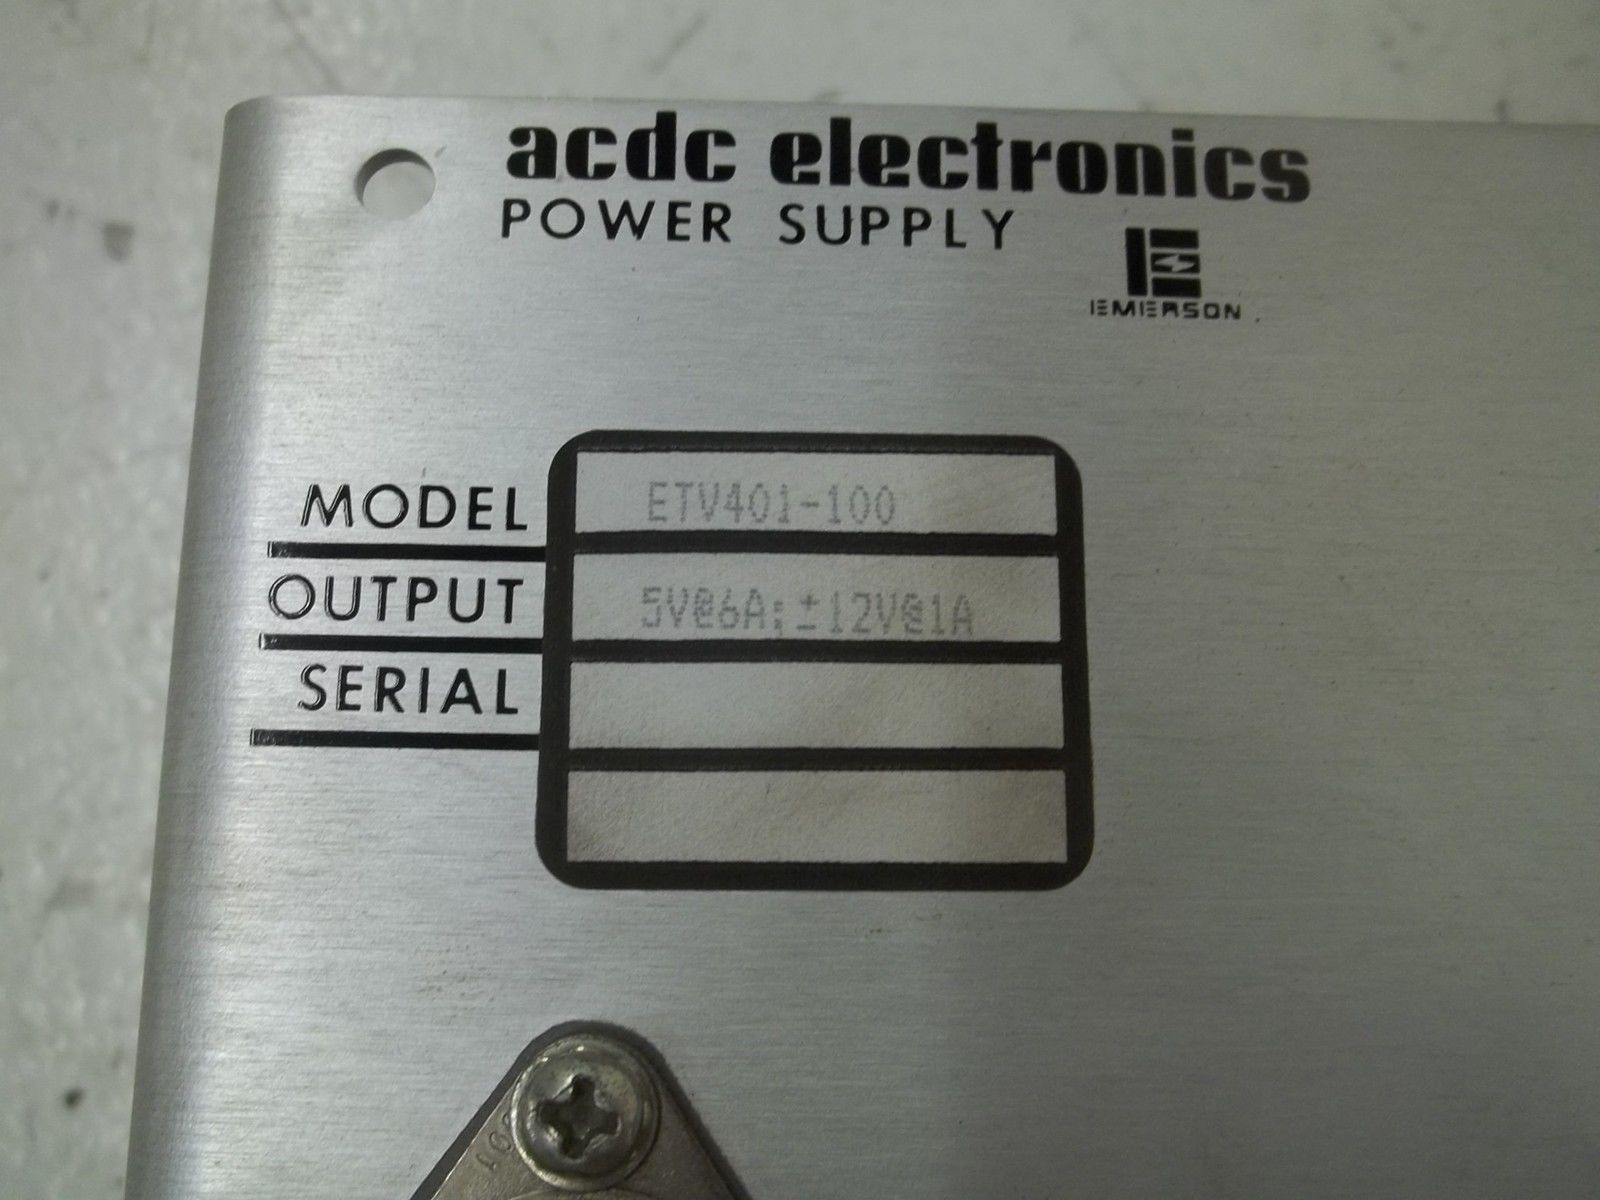 acdc electronics
POWER SUPPLY
EMERSON
MODEL ETV401-100
OUTPUT 5V@6A;±12V@1A
SERIAL